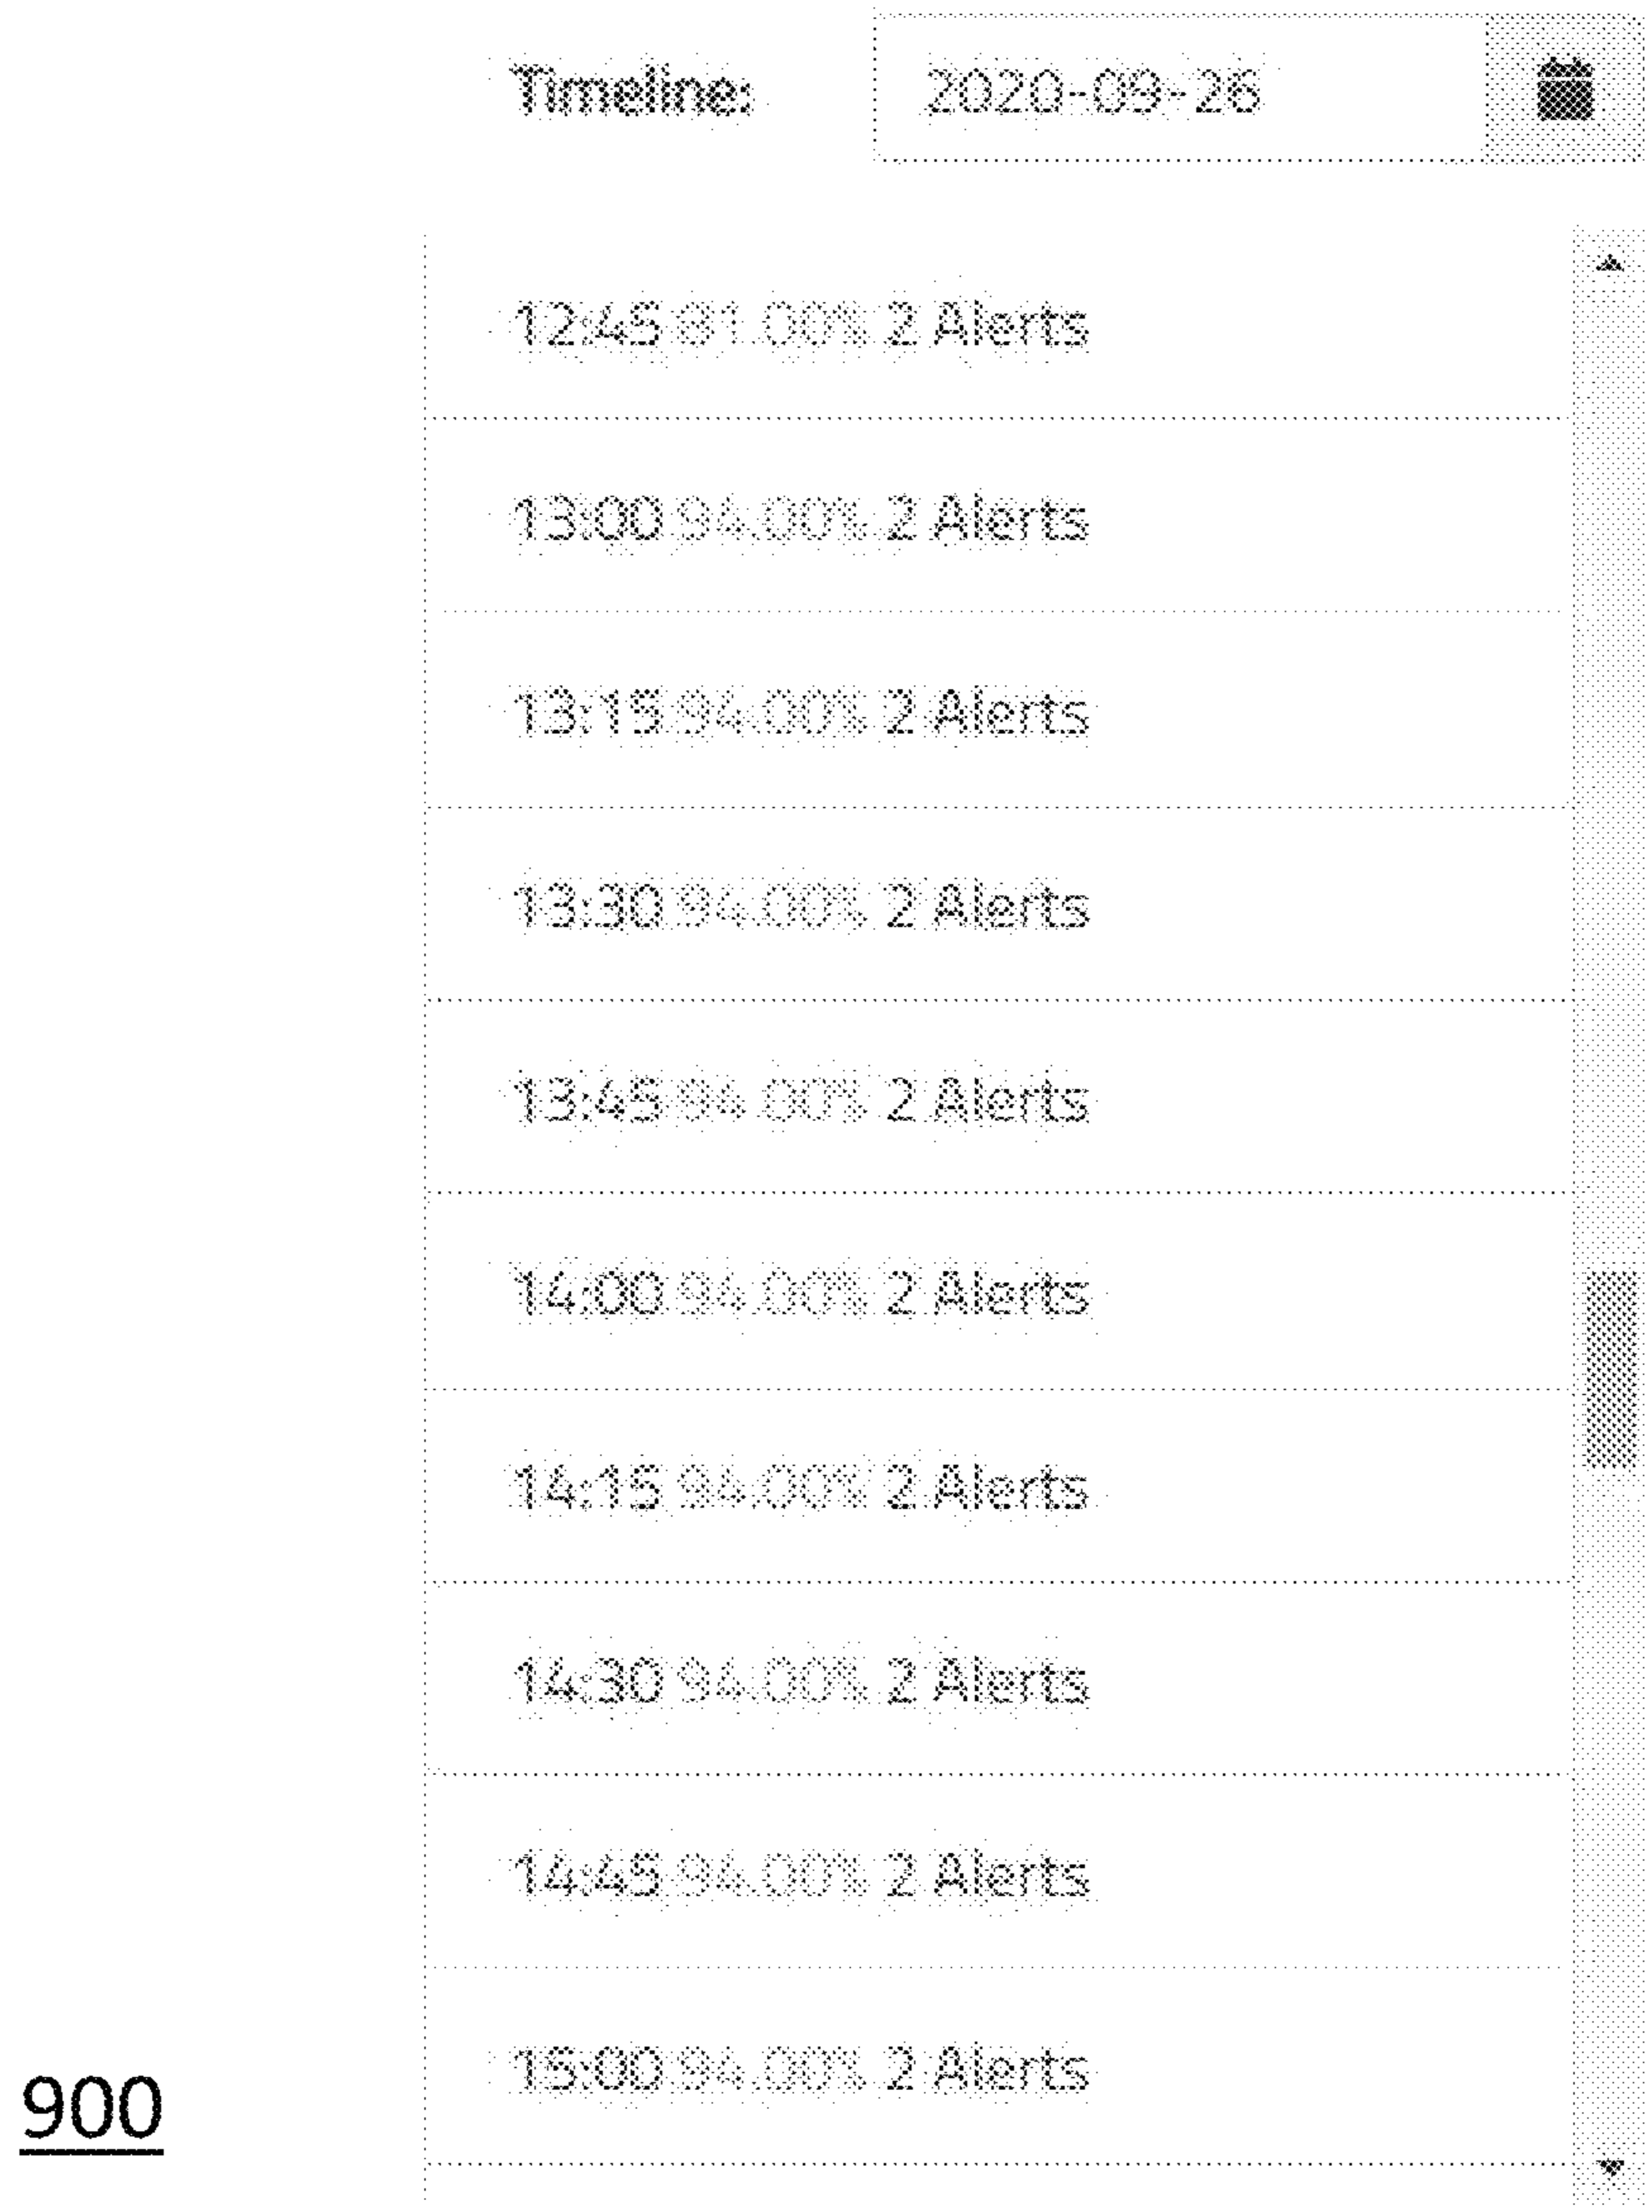 Timeline: 2020-09-26
12:45 81.00% 2 Alerts
13:00 94.00% 2 Alerts
13:15 94.00% 2 Alerts
13:30 94.00% 2 Alerts
13:45 94.00% 2 Alerts
14:00 94.00% 2 Alerts
14:15 94.00% 2 Alerts
14:30 94.00% 2 Alerts
14:45 94.00% 2 Alerts
15:00 94.00% 2 Alerts
900